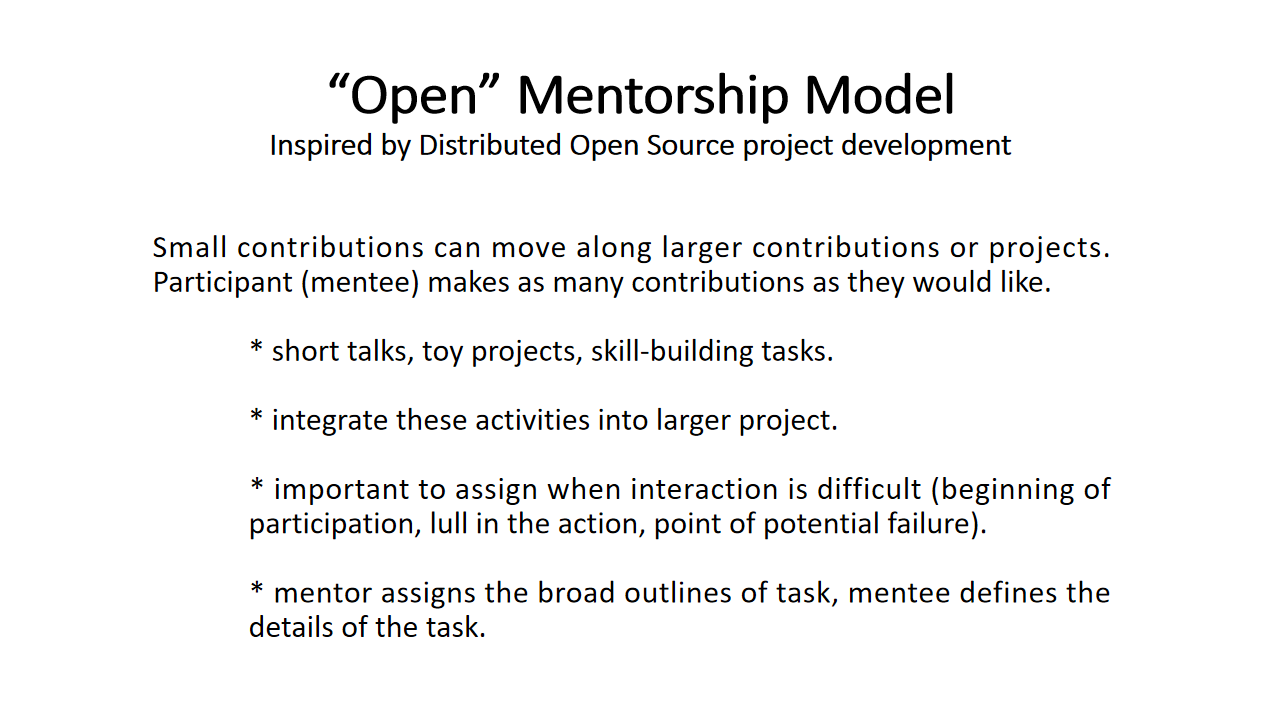 “Open” Mentorship Model
Inspired by Distributed Open Source project development
Small contributions can move along larger contributions or projects.
Participant (mentee) makes as many contributions as they would like.
* short talks, toy projects, skill-building tasks.
* integrate these activities into larger project.
* important to assign when interaction is difficult (beginning of
participation, lull in the action, point of potential failure).
* mentor assigns the broad outlines of task, mentee defines the
details of the task.